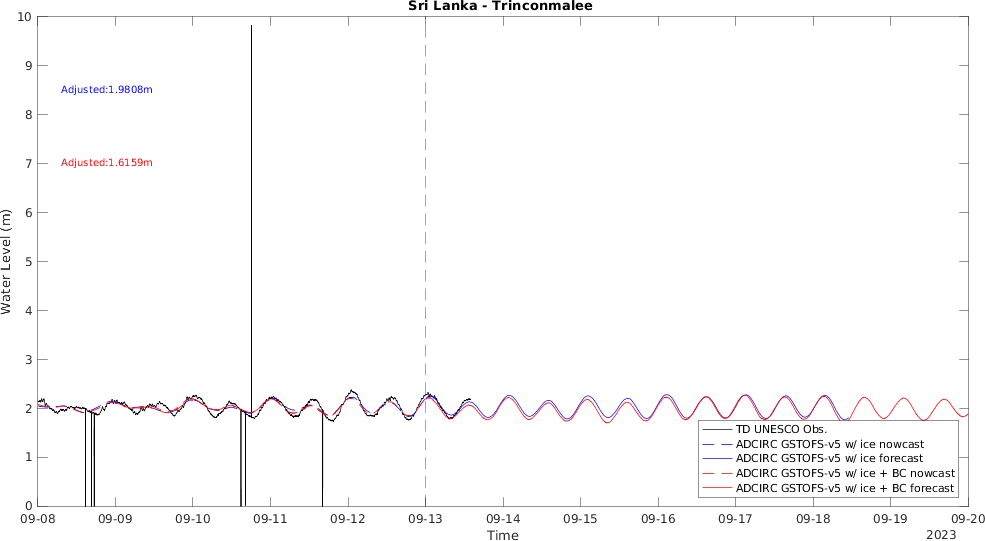 Sri Lanka - Trinconmalee
10
9
8
7
6
5
4
3
2
1
0
Water Level (m)
Adjusted:1.9808m
Adjusted:1.6159m
TD UNESCO Obs.
ADCIRC GSTOFS-v5 w/ ice nowcast
ADCIRC GSTOFS-v5 w/ ice forecast
ADCIRC GSTOFS-v5 w/ ice + BC nowcast
ADCIRC GSTOFS-v5 w/ ice + BC forecast
09-08 09-09 09-10 09-11 09-12 09-13 09-14 09-15 09-16 09-17 09-18 09-19 09-20
Time
2023